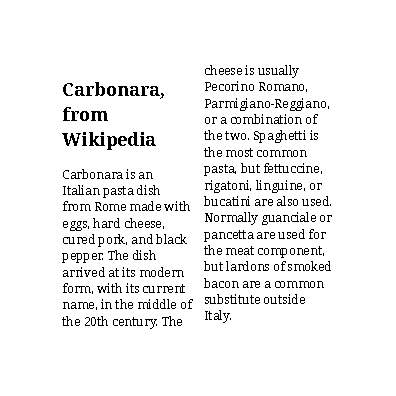 Carbonara,
from
Wikipedia
Carbonara is an
Italian pasta dish
from Rome made with
eggs, hard cheese,
cured pork, and black
pepper. The dish
arrived at its modern
form, with its current
name, in the middle of
the 20th century. The
cheese is usually
Pecorino Romano,
Parmigiano-Reggiano,
or a combination of
the two. Spaghetti is
the most common
pasta, but fettuccine,
rigatoni, linguine, or
bucatini are also used.
Normally guanciale or
pancetta are used for
the meat component,
but lardons of smoked
bacon are a common
substitute outside
Italy.